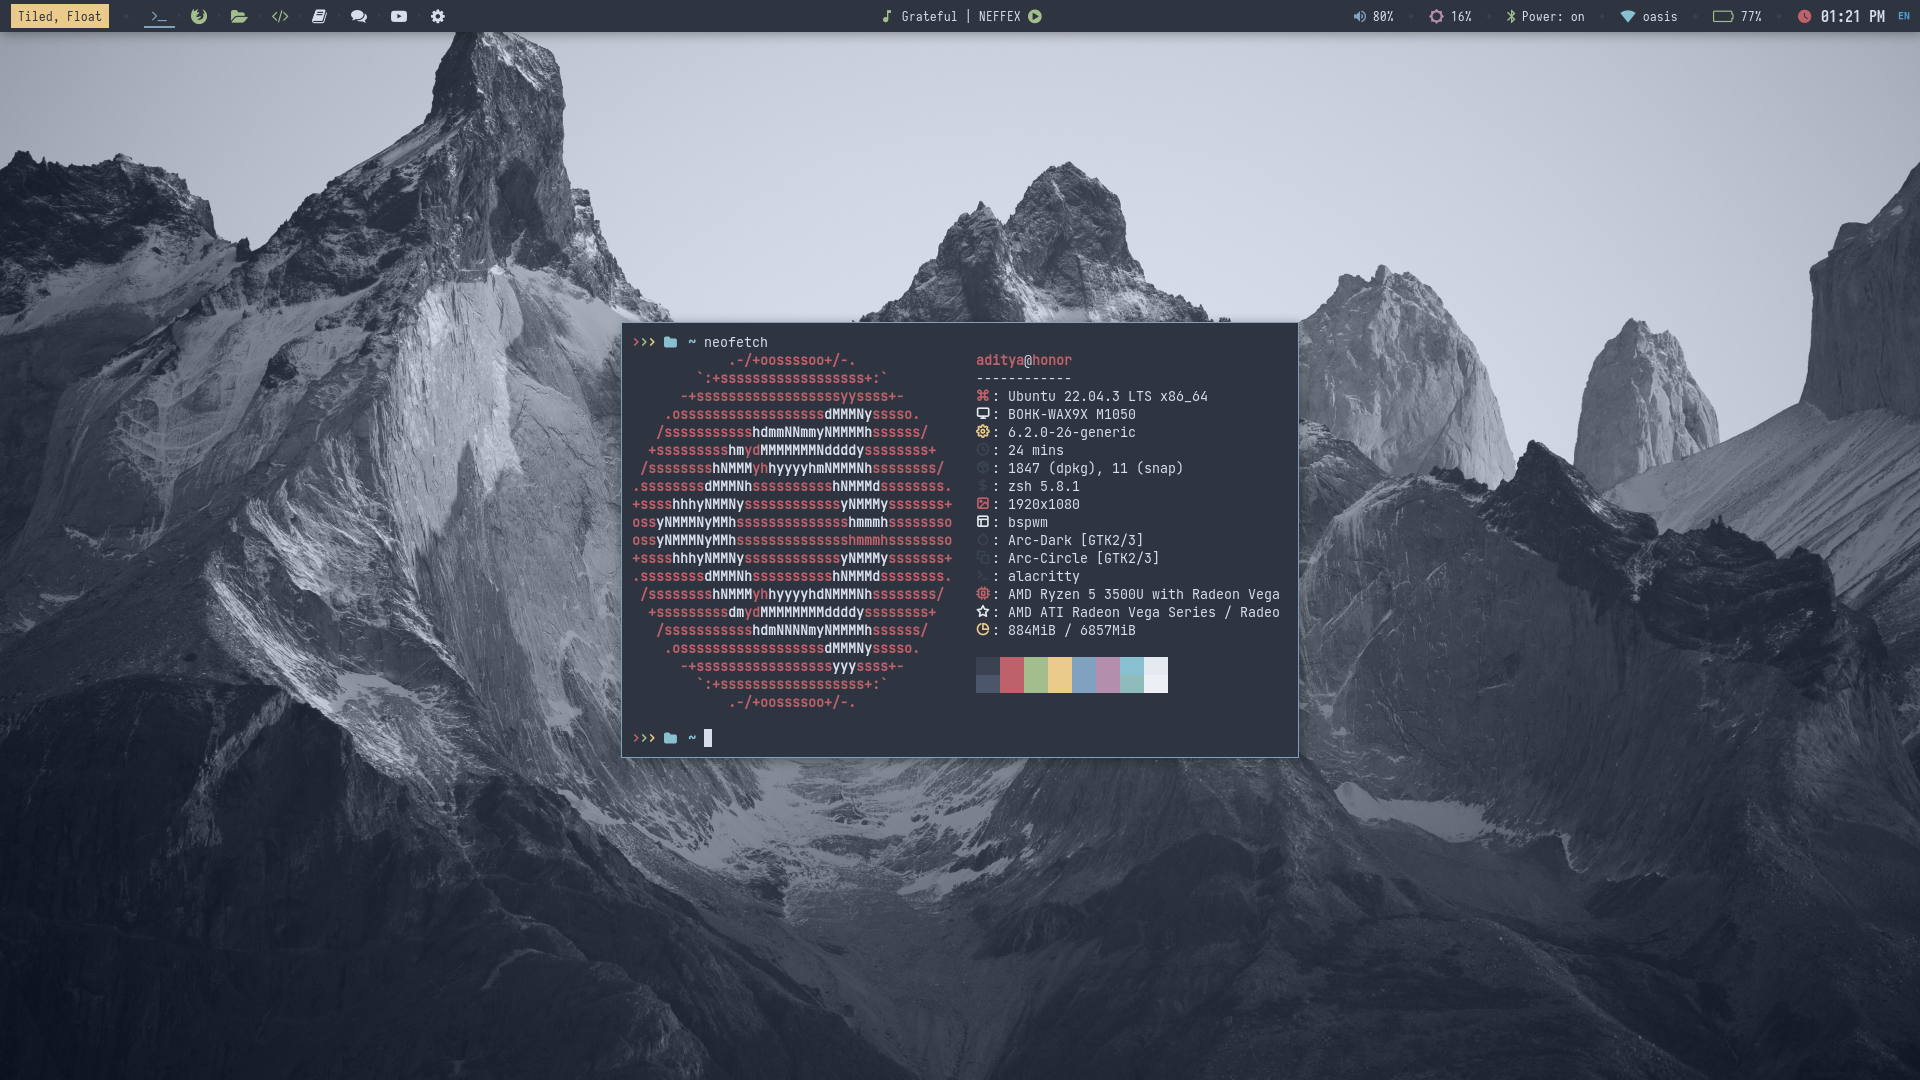 Tiled, Float
Grateful | NEFFEX
80%
16%
Power: on
oasis
77%
01:21 PM
EN
>>> ~ neofetch
.-/+oossssoo+/-.
`:+ssssssssssssssssss+:`
-+ssssssssssssssssssyyssss+-
.ossssssssssssssssssdMMMNysssso.
/ssssssssssshdmmNNmmyNMMMMhssssss/
+ssssssssshmydMMMMMMMNddddyssssssss+
/sssssssshNMMMyhhyyyyhmNMMMNhssssssss/
.ssssssssdMMMNhsssssssssshNMMMdssssssss.
+sssshhhyNMMNyssssssssssssyNMMMysssssss+
ossyNMMMNyMMhsssssssssssssshmmmhssssssso
ossyNMMMNyMMhsssssssssssssshmmmhssssssso
+sssshhhyNMMNyssssssssssssyNMMMysssssss+
.ssssssssdMMMNhsssssssssshNMMMdssssssss.
/sssssssshNMMMyhhyyyyhdNMMMNhssssssss/
+sssssssssdmydMMMMMMMMddddyssssssss+
/ssssssssssshdmNNNNmyNMMMMhssssss/
.ossssssssssssssssssdMMMNysssso.
-+sssssssssssssssssyyyssss+-
`:+ssssssssssssssssss+:`
.-/+oossssoo+/-.
aditya@honor
------------
: Ubuntu 22.04.3 LTS x86_64
: BOHK-WAX9X M1050
: 6.2.0-26-generic
: 24 mins
: 1847 (dpkg), 11 (snap)
: zsh 5.8.1
: 1920x1080
: bspwm
: Arc-Dark [GTK2/3]
: Arc-Circle [GTK2/3]
: alacritty
: AMD Ryzen 5 3500U with Radeon Vega
: AMD ATI Radeon Vega Series / Radeo
: 884MiB / 6857MiB
>>> ~